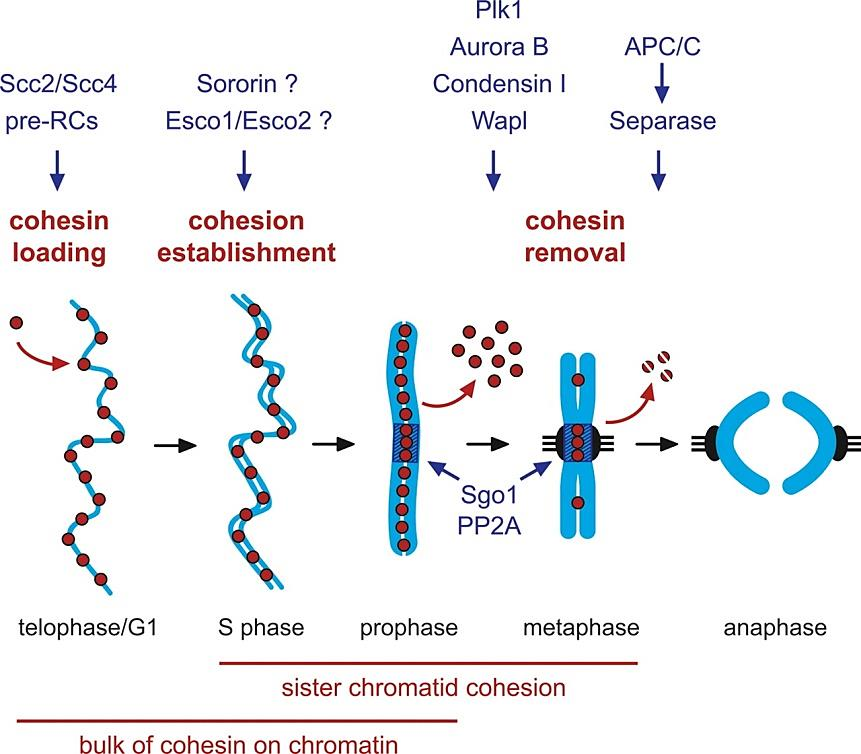 Plk1
Aurora B
Condensin I
Wapl
APC/C
Separase
Scc2/Scc4
pre-RCs
Sororin ?
Esco1/Esco2 ?
cohesin
loading
cohesion
establishment
cohesin
removal
Sgo1
PP2A
telophase/G1
S phase
prophase
metaphase
anaphase
sister chromatid cohesion
bulk of cohesin on chromatin